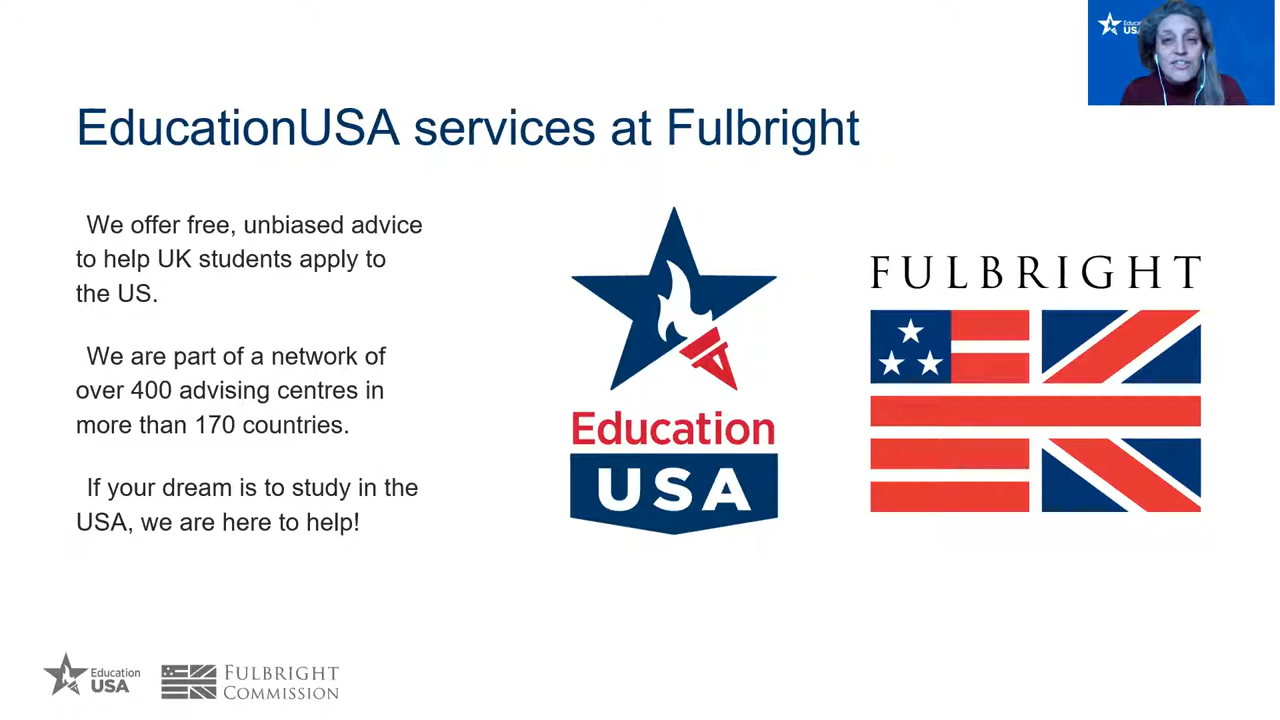 Education
USA
EducationUSA services at Fulbright
We offer free, unbiased advice
to help UK students apply to
the US.
We are part of a network of
over 400 advising centres in
more than 170 countries.
If your dream is to study in the
USA, we are here to help!
Education
USA
FULBRIGHT
Education
USA
FULBRIGHT
COMMISSION